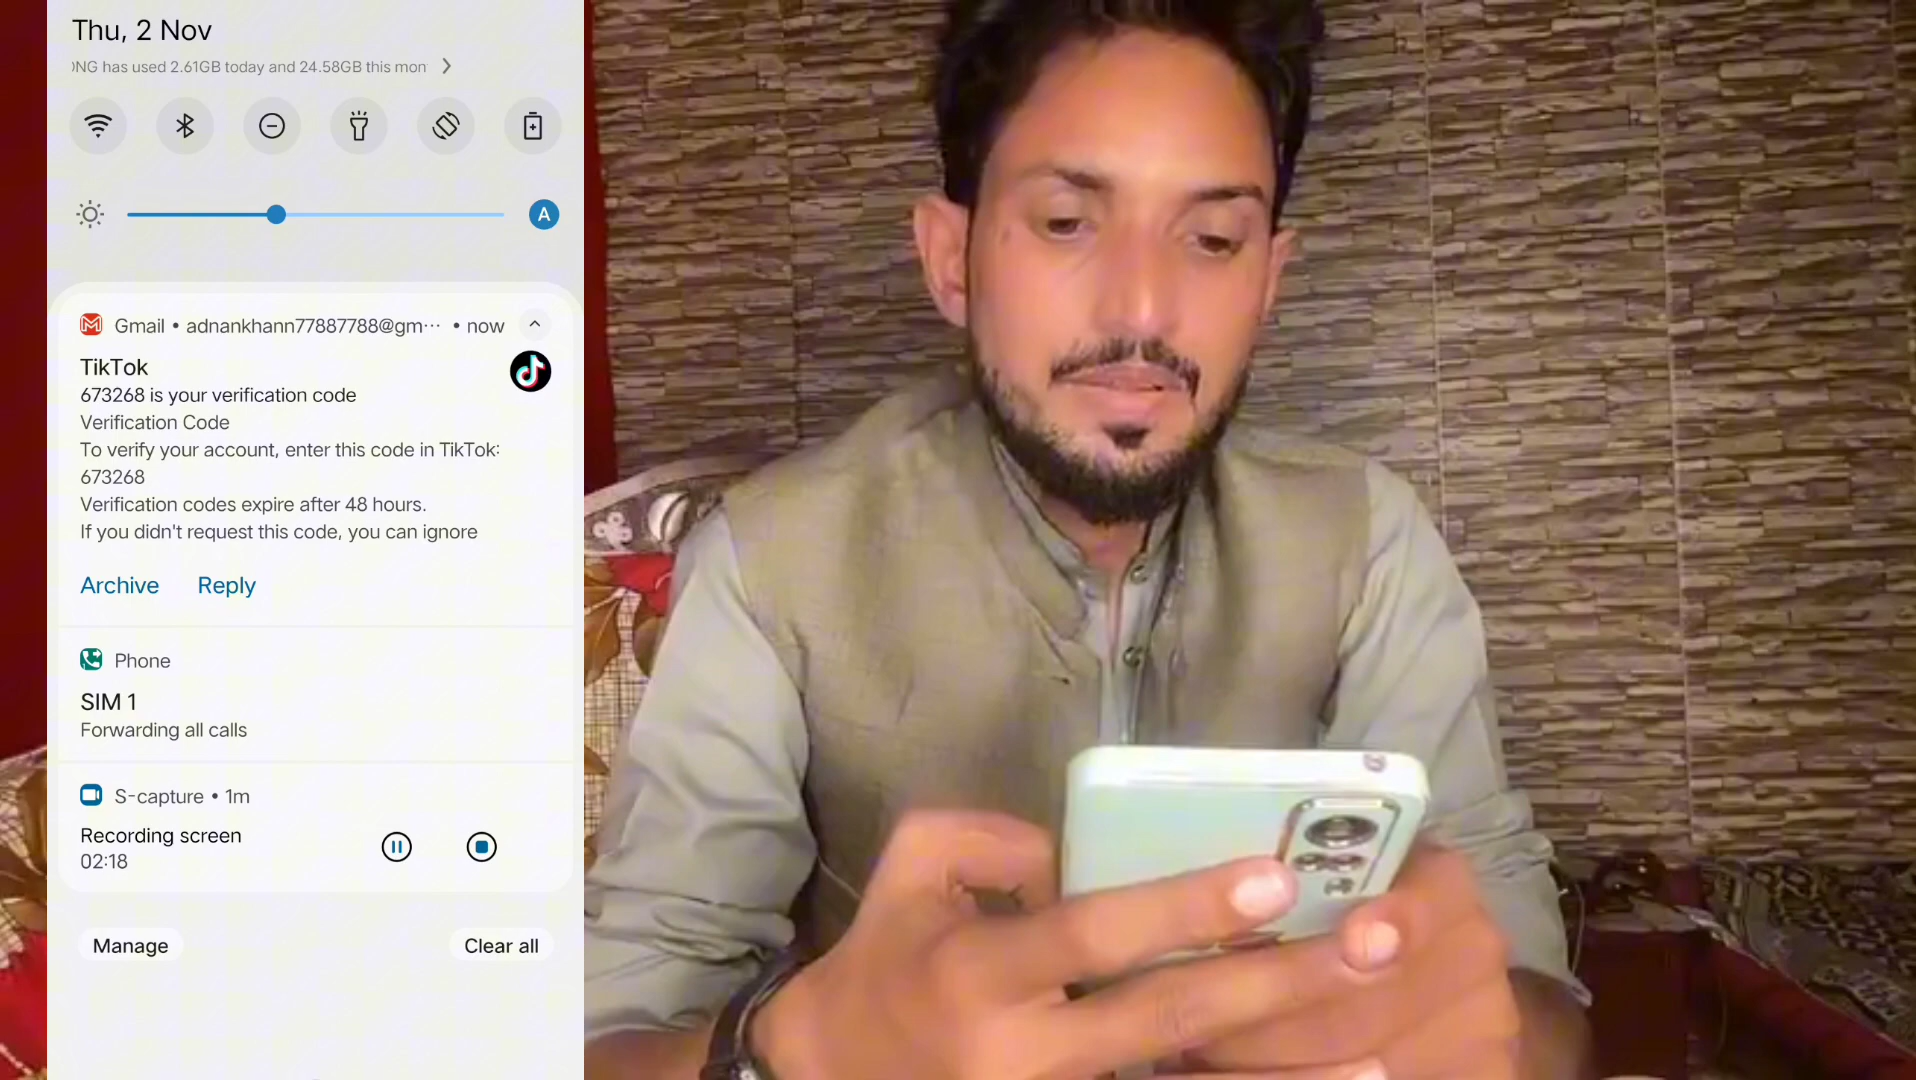 Thu, 2 Nov
ONG has used 2.61GB today and 24.58GB this mon
A
Gmail • adnankhann77887788@gm... • now
TikTok
673268 is your verification code
Verification Code
To verify your account, enter this code in TikTok:
673268
Verification codes expire after 48 hours.
If you didn't request this code, you can ignore
Archive Reply
Phone
SIM 1
Forwarding all calls
S-capture • 1m
Recording screen
02:18
Manage Clear all